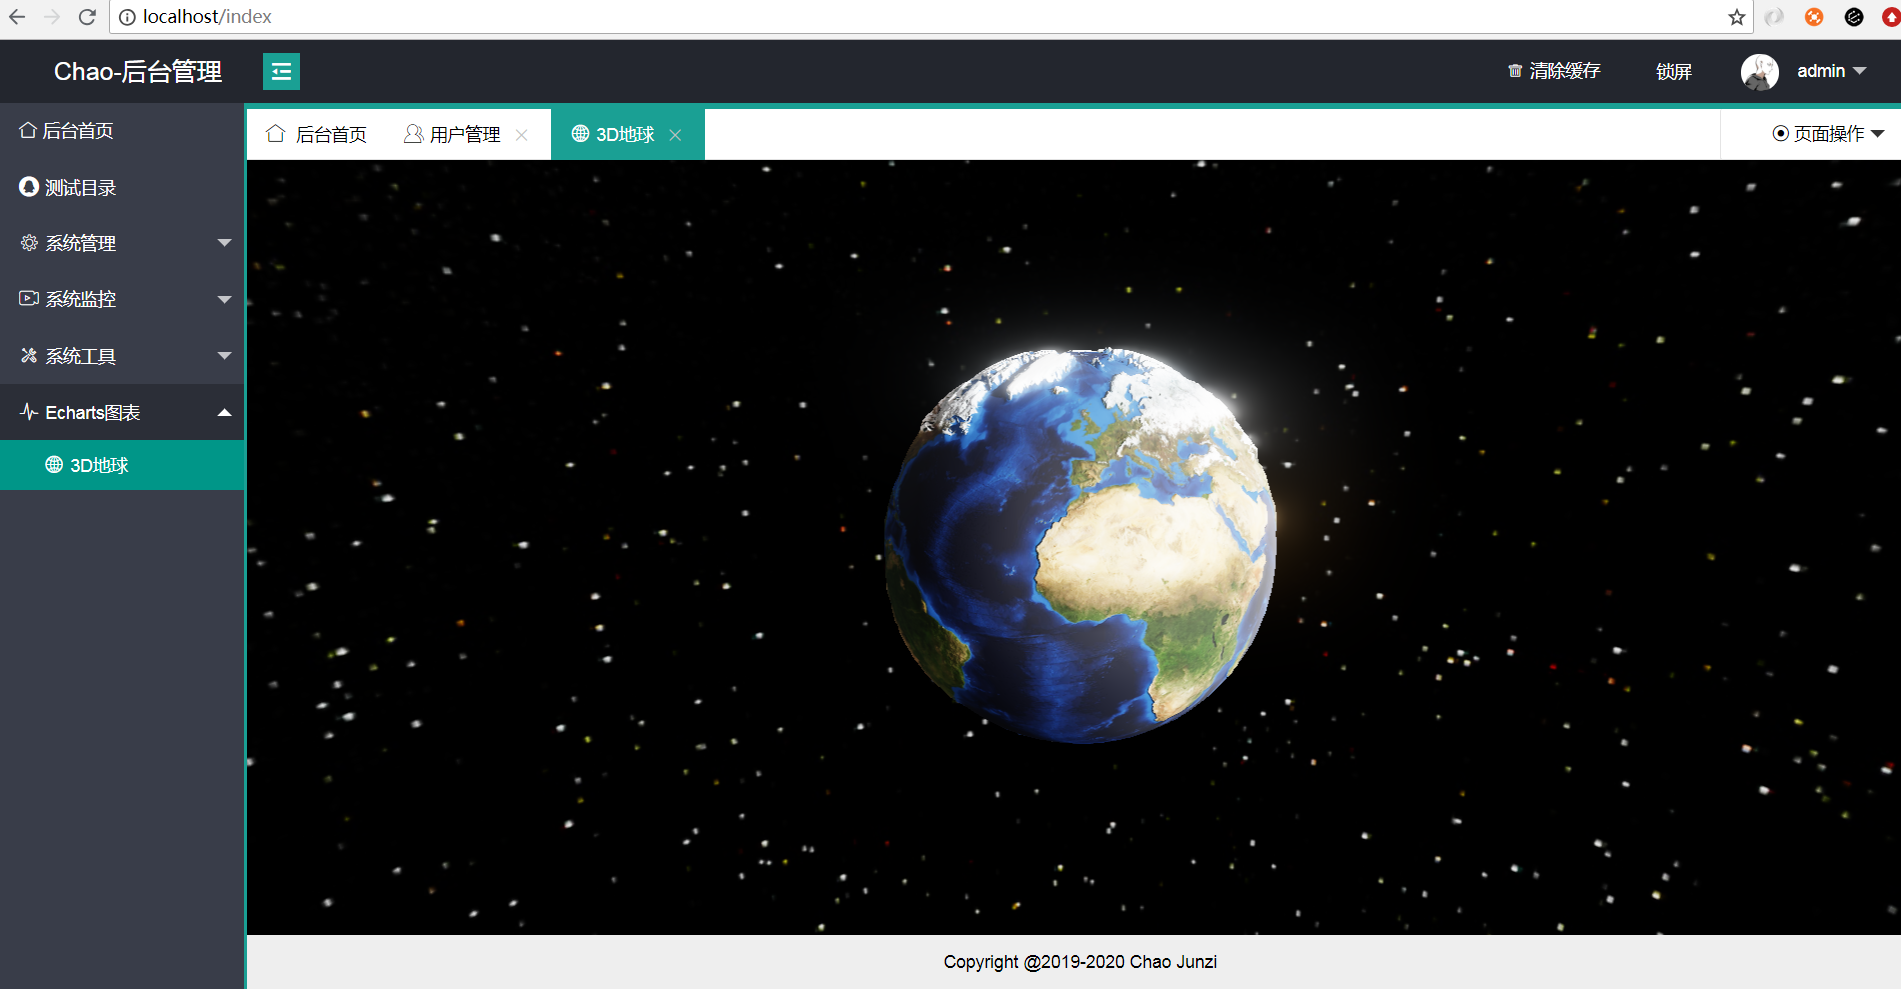 localhost/index
Chao-后台管理
清除缓存
锁屏
admin
后台首页
测试目录
系统管理
系统监控
系统工具
Echarts图表
3D地球
后台首页
用户管理
3D地球
页面操作
Copyright @2019-2020 Chao Junzi